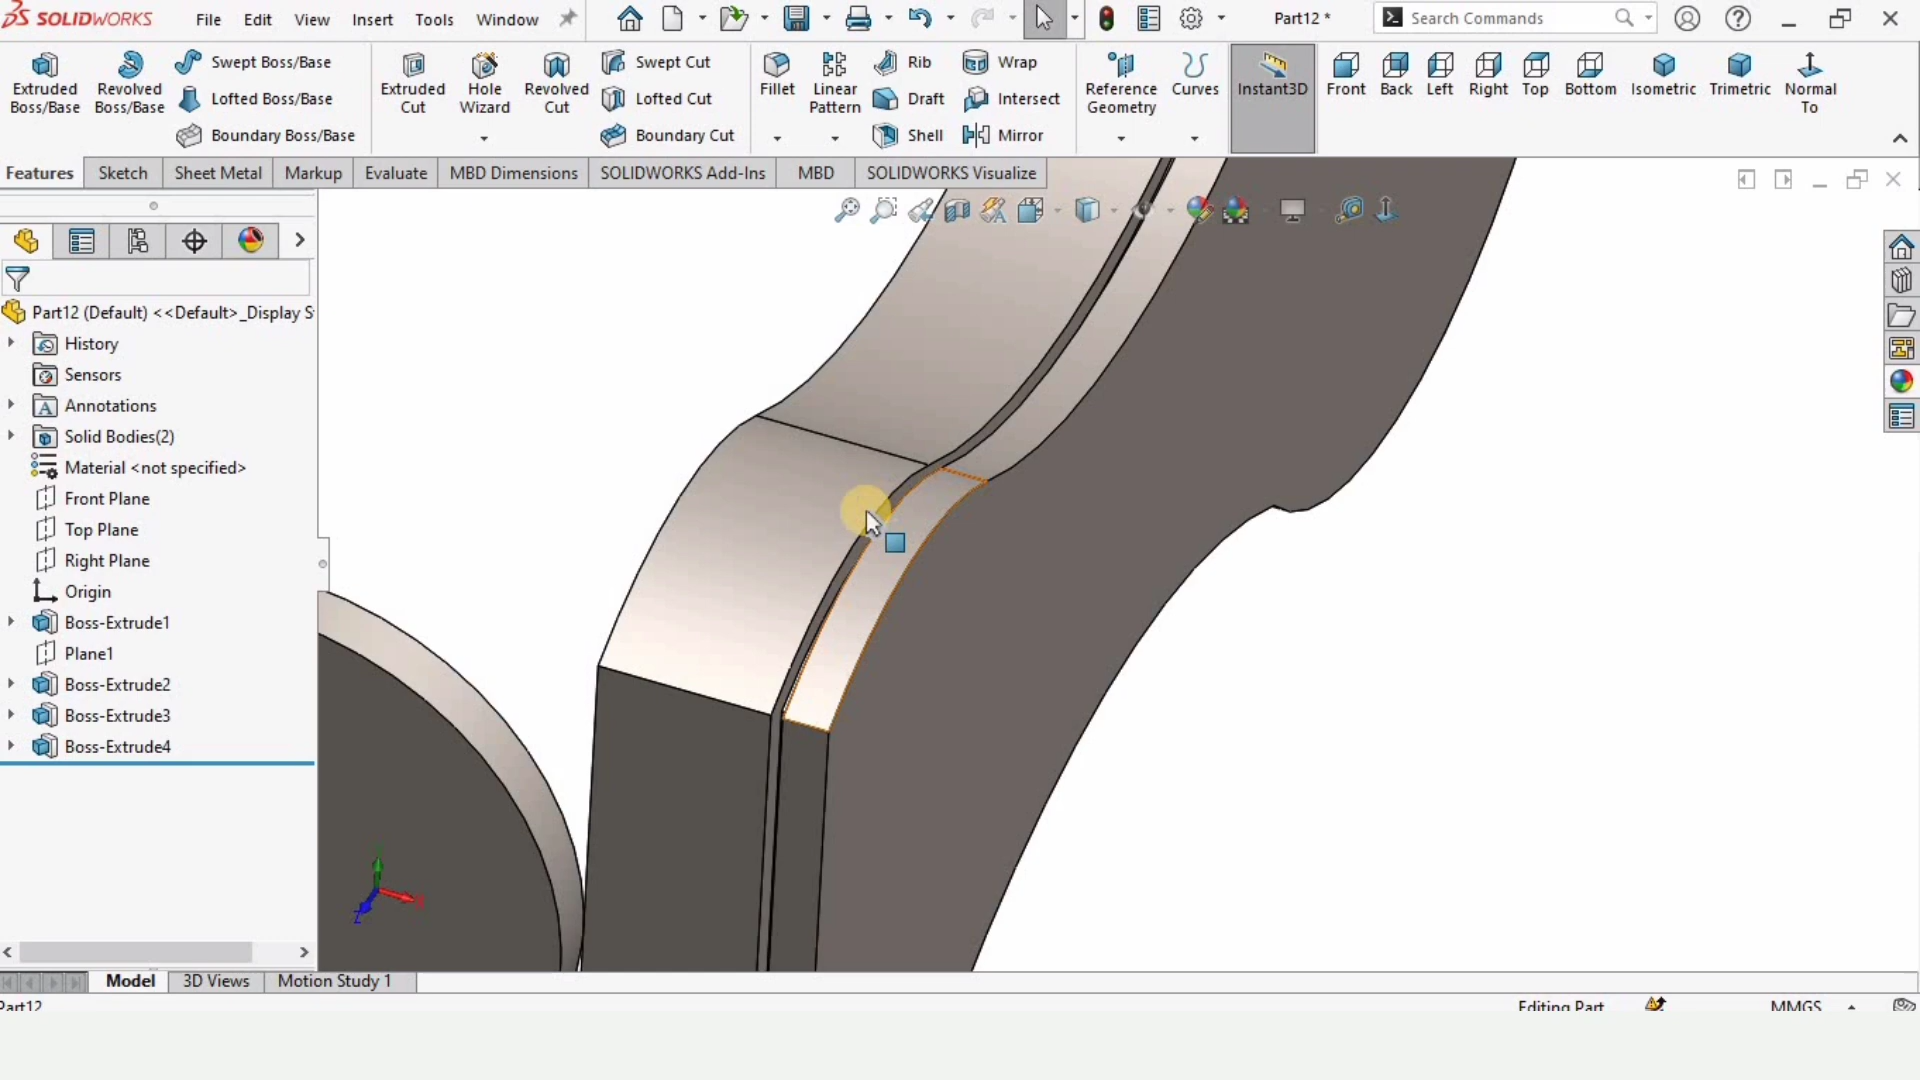 SOLIDWORKS File Edit View Insert Tools Window Part12 * Search Commands
Extruded Boss/Base
Revolved Boss/Base
Swept Boss/Base
Lofted Boss/Base
Boundary Boss/Base
Extruded Cut
Hole Wizard
Revolved Cut
Swept Cut
Lofted Cut
Boundary Cut
Fillet
Linear Pattern
Rib
Draft
Shell
Wrap
Intersect
Mirror
Reference Geometry
Curves
Instant3D
Front
Back
Left
Right
Top
Bottom
Isometric
Trimetric
Normal To
Features Sketch Sheet Metal Markup Evaluate MBD Dimensions SOLIDWORKS Add-Ins MBD SOLIDWORKS Visualize
Part12 (Default) <<Default>_Display S
History
Sensors
Annotations
Solid Bodies(2)
Material <not specified>
Front Plane
Top Plane
Right Plane
Origin
Boss-Extrude1
Plane1
Boss-Extrude2
Boss-Extrude3
Boss-Extrude4
Z
Model 3D Views Motion Study 1
Part12 Editing Part MMGS